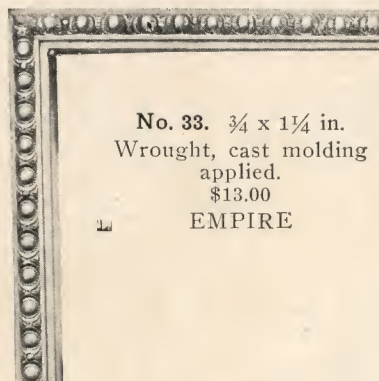 No. 33. ¾ x 1¼ in.
Wrought, cast molding
applied.
$13.00
EMPIRE